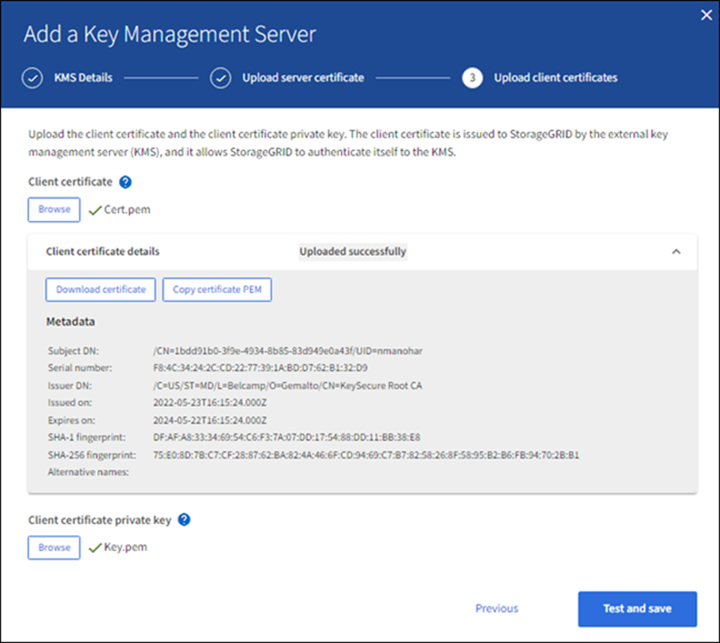 Add a Key Management Server
KMS Details
Upload server certificate
3
Upload client certificates
Upload the client certificate and the client certificate private key. The client certificate is issued to StorageGRID by the external key
management server (KMS), and it allows StorageGRID to authenticate itself to the KMS.
Client certificate ?
Browse Cert.pem
Client certificate details Uploaded successfully
Download certificate Copy certificate PEM
Metadata
Subject DN: /CN=1bdd91b0-3f9e-4934-8b85-83d949e0a43f/UID=nmanohar
Serial number: F8:4C:34:24:2C:CD:22:77:39:1A:BD:D7:62:B1:32:D9
Issuer DN: /C=US/ST=MD/L=Belcamp/O=Gemalto/CN=KeySecure Root CA
Issued on: 2022-05-23T16:15:24.000Z
Expires on: 2024-05-22T16:15:24.000Z
SHA-1 fingerprint: DF:AF:A8:33:34:69:54:C6:F3:7A:07:DD:17:54:88:DD:11:BB:38:E8
SHA-256 fingerprint: 75:E0:8D:7B:C7:CF:28:87:62:BA:82:4A:46:6F:CD:94:69:C7:B7:82:58:26:8F:58:95:B2:B6:FB:94:70:2B:B1
Alternative names:
Client certificate private key ?
Browse Key.pem
Previous Test and save